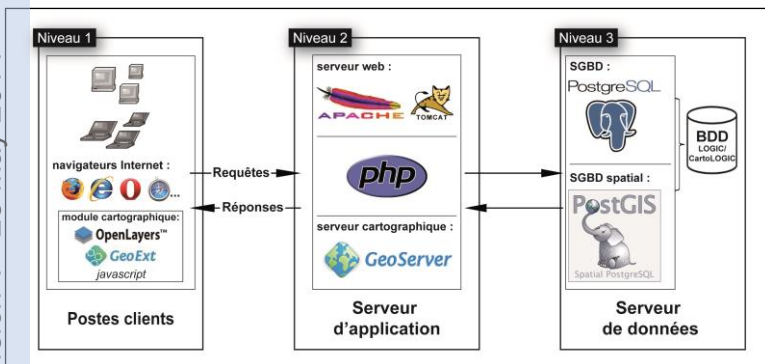 Niveau 1
navigateurs Internet :
...
module cartographique:
OpenLayers™
GeoExt
javascript
Postes clients
Requêtes
Réponses
Niveau 2
serveur web :
APACHE
TOMCAT
php
serveur cartographique :
GeoServer
Serveur
d'application
Niveau 3
SGBD :
PostgreSQL
SGBD spatial :
PostGIS
Spatial PostgreSQL
BDD
LOGIC/
CartoLOGIC
Serveur
de données